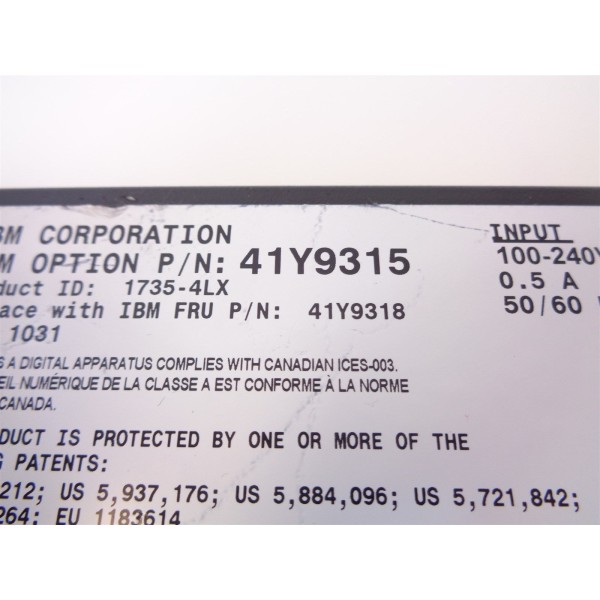 BM CORPORATION
M OPTION P/N: 41Y9315
duct ID: 1735-4LX
ace with IBM FRU P/N: 41Y9318
1031
INPUT
100-240V
0.5 A
50/60
S A DIGITAL APPARATUS COMPLIES WITH CANADIAN ICES-003.
EIL NUMÉRIQUE DE LA CLASSE A EST CONFORME À LA NORME
CANADA.
DUCT IS PROTECTED BY ONE OR MORE OF THE
G PATENTS:
212; US 5,937,176; US 5,884,096; US 5,721,842;
264; EU 1183614